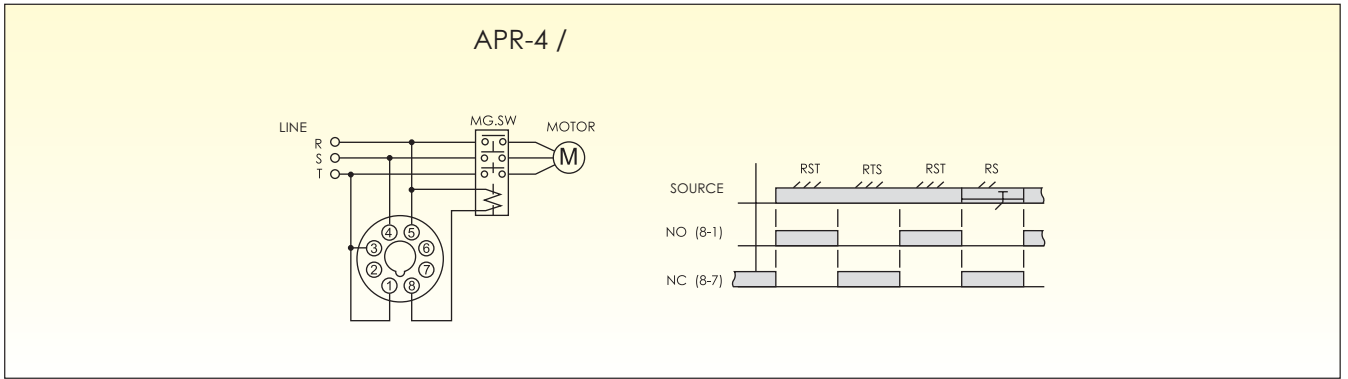 APR-4 /
LINE
R
S
T
MG.SW
MOTOR
M
4 5
3 6
2 7
1 8
RST RTS RST RS
SOURCE
T
NO (8-1)
NC (8-7)